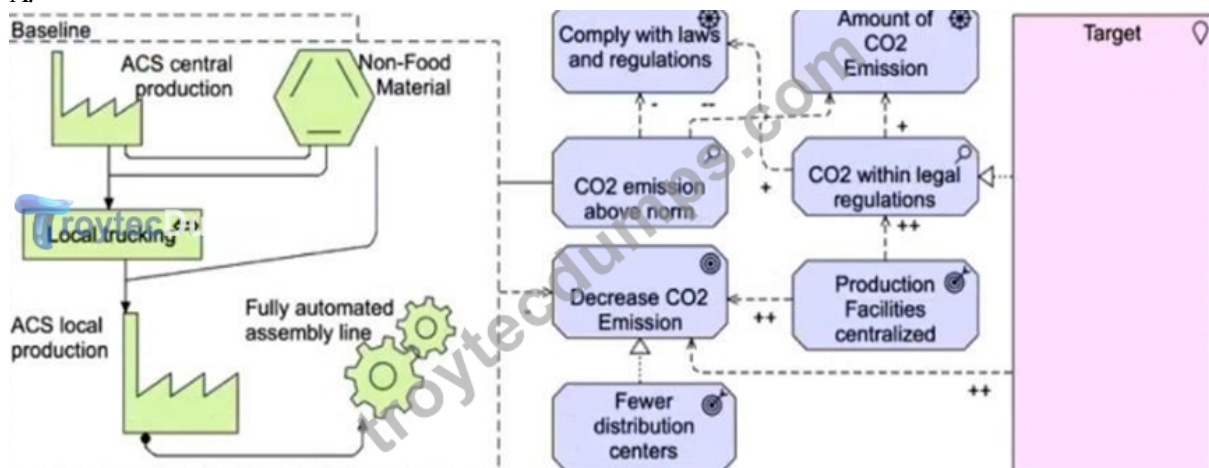 A.
Baseline
ACS central
production
Non-Food
Material
TroytecD
Local trucking
ACS local
production
Fully automated
assembly line
Comply with laws
and regulations
Amount of
CO2
Emission
-
--
+
+
CO2 emission
above norm
CO2 within legal
regulations
++
-
Decrease CO2
Emission
++
Production
Facilities
centralized
++
Fewer
distribution
centers
Target
troytecdumps.com